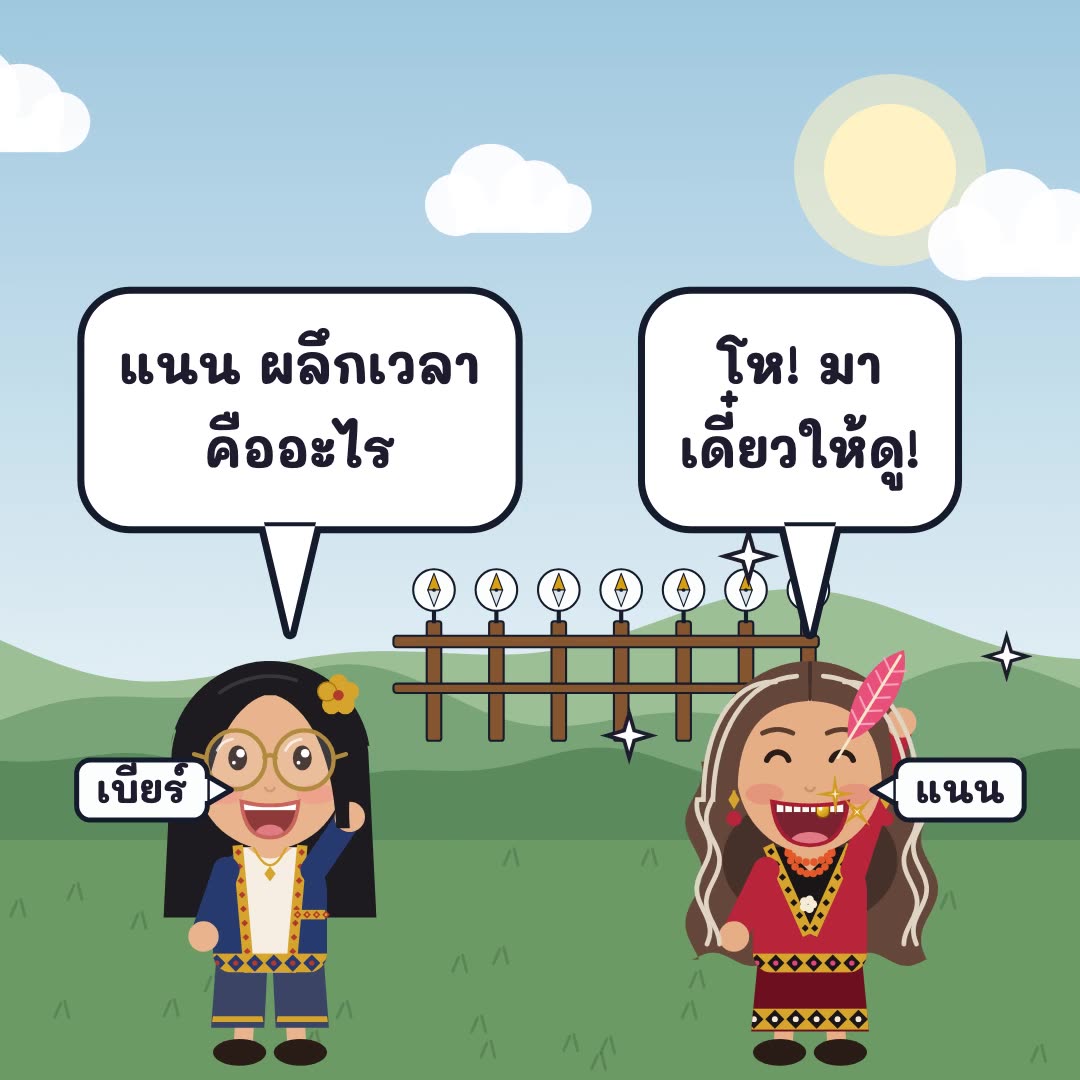 แนน ผลึกเวลา
คืออะไร
โห! มา
เดี๋ยวให้ดู!
เบียร์
แนน